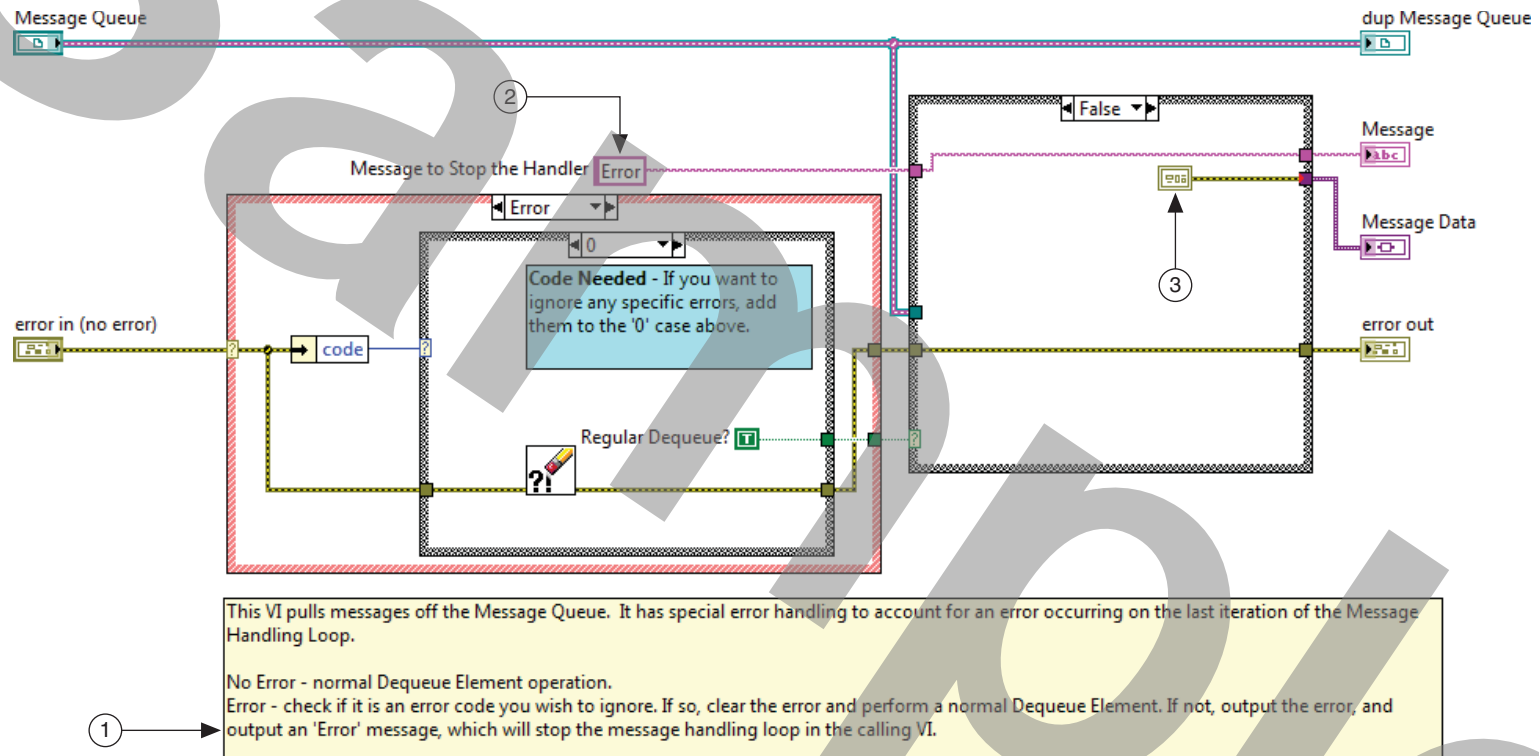 Message Queue
dup Message Queue
2
False
Message
abc
Message to Stop the Handler
Error
Error
0
Message Data
Code Needed - If you want to
ignore any specific errors, add
them to the '0' case above.
3
error in (no error)
?
code
?
error out
Regular Dequeue?
T
?
?!
This VI pulls messages off the Message Queue. It has special error handling to account for an error occurring on the last iteration of the Message
Handling Loop.
No Error - normal Dequeue Element operation.
Error - check if it is an error code you wish to ignore. If so, clear the error and perform a normal Dequeue Element. If not, output the error, and
1
output an 'Error' message, which will stop the message handling loop in the calling VI.
Sample